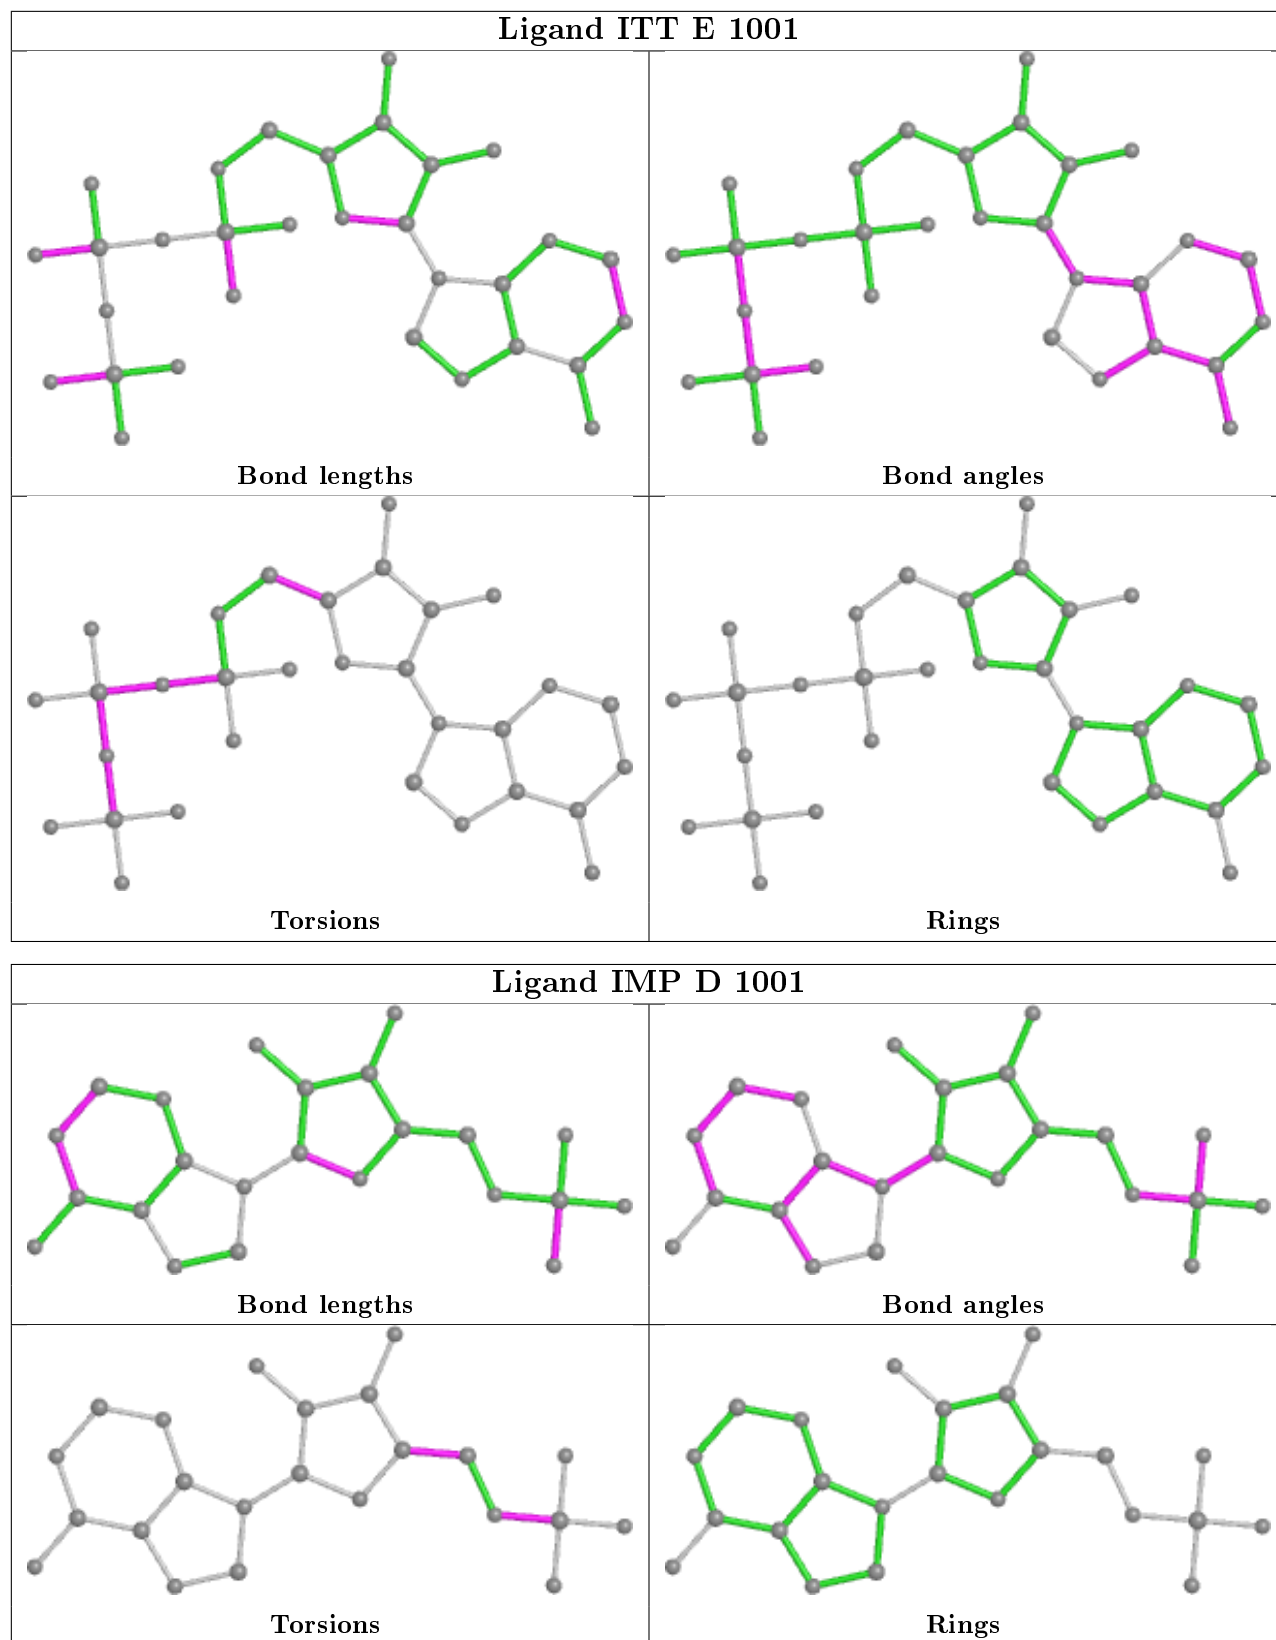 Ligand ITT E 1001
Bond lengths
Bond angles
Torsions
Rings
Ligand IMP D 1001
Bond lengths
Bond angles
Torsions
Rings